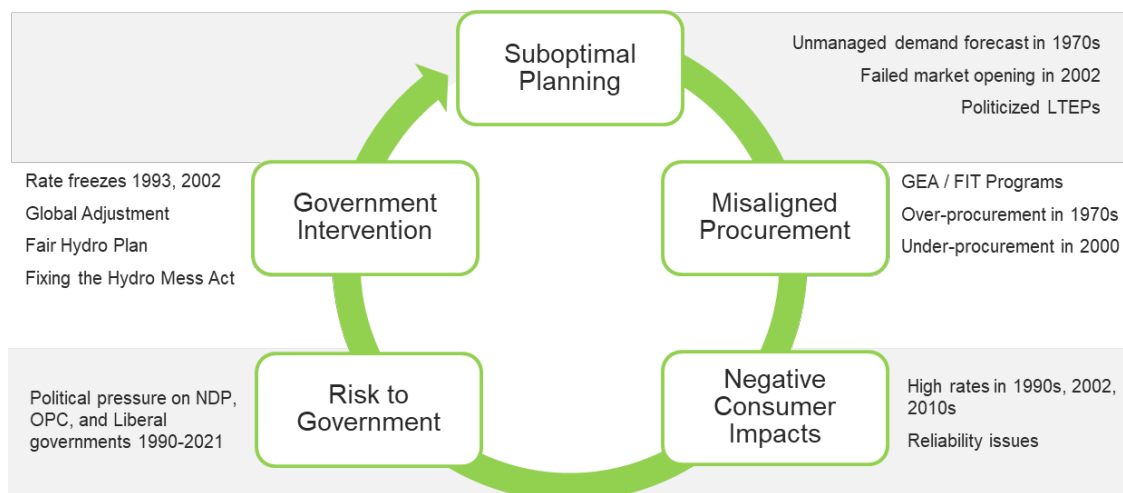 Suboptimal
Planning
Unmanaged demand forecast in 1970s
Failed market opening in 2002
Politicized LTEPs
Rate freezes 1993, 2002
Global Adjustment
Fair Hydro Plan
Fixing the Hydro Mess Act
Government
Intervention
Misaligned
Procurement
GEA / FIT Programs
Over-procurement in 1970s
Under-procurement in 2000
Political pressure on NDP,
OPC, and Liberal
governments 1990-2021
Risk to
Government
Negative
Consumer
Impacts
High rates in 1990s, 2002,
2010s
Reliability issues